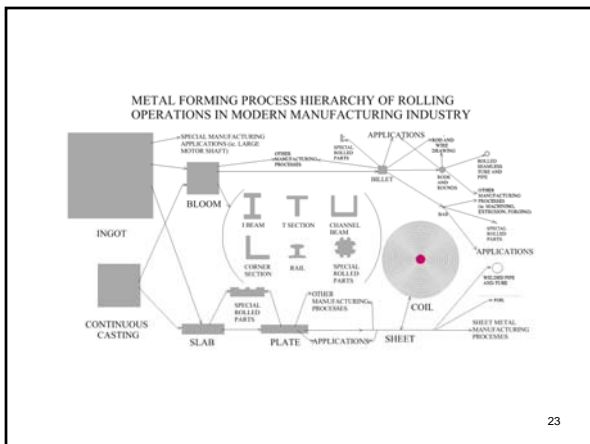 METAL FORMING PROCESS HIERARCHY OF ROLLING
OPERATIONS IN MODERN MANUFACTURING INDUSTRY
SPECIAL MANUFACTURING
APPLICATIONS (ie. LARGE
MOTOR SHAFT)
OTHER
MANUFACTURING
PROCESSES
SPECIAL
ROLLED
PARTS
APPLICATIONS
ROD AND
WIRE
DRAWING
ROLLED
SEAMLESS
TUBE AND
PIPE
BILLET
RODS
AND
ROUNDS
OTHER
MANUFACTURING
PROCESSES
(ie. MACHINING,
EXTRUSION, FORGING)
BAR
SPECIAL
ROLLED
PARTS
APPLICATIONS
INGOT
BLOOM
I BEAM
T SECTION
CHANNEL
BEAM
CORNER
SECTION
RAIL
SPECIAL
ROLLED
PARTS
COIL
WELDED PIPE
AND TUBE
FOIL
CONTINUOUS
CASTING
SLAB
SPECIAL
ROLLED
PARTS
PLATE
OTHER
MANUFACTURING
PROCESSES
APPLICATIONS
SHEET
SHEET METAL
MANUFACTURING
PROCESSES
23